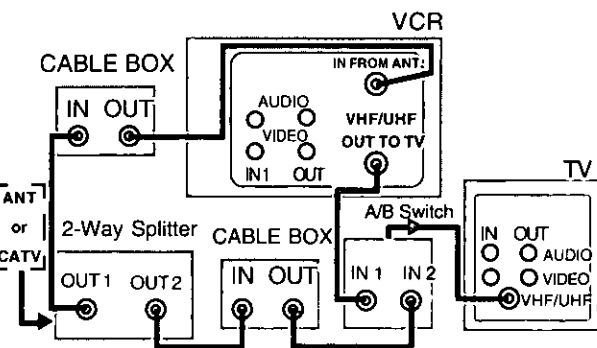 VCR
CABLE BOX
IN OUT
IN FROM ANT.
AUDIO
VIDEO
IN1 OUT
VHF/UHF
OUT TO TV
ANT
or
CATV
2-Way Splitter
OUT 1 OUT 2
CABLE BOX
IN OUT
A/B Switch
IN 1 IN 2
TV
IN OUT
AUDIO
VIDEO
VHF/UHF